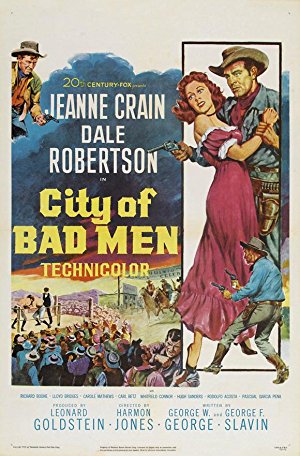 20th CENTURY-FOX presents
JEANNE CRAIN
DALE
ROBERTSON
IN
City of
BAD MEN
TECHNICOLOR
WITH
RICHARD BOONE · LLOYD BRIDGES · CAROLE MATHEWS · CARL BETZ · WHITFIELD CONNOR · HUGH SANDERS · RODOLFO ACOSTA · PASCUAL GARCIA PENA
PRODUCED BY
LEONARD
GOLDSTEIN ·
DIRECTED BY
HARMON
JONES ·
WRITTEN BY
GEORGE W. and GEORGE F.
GEORGE · SLAVIN